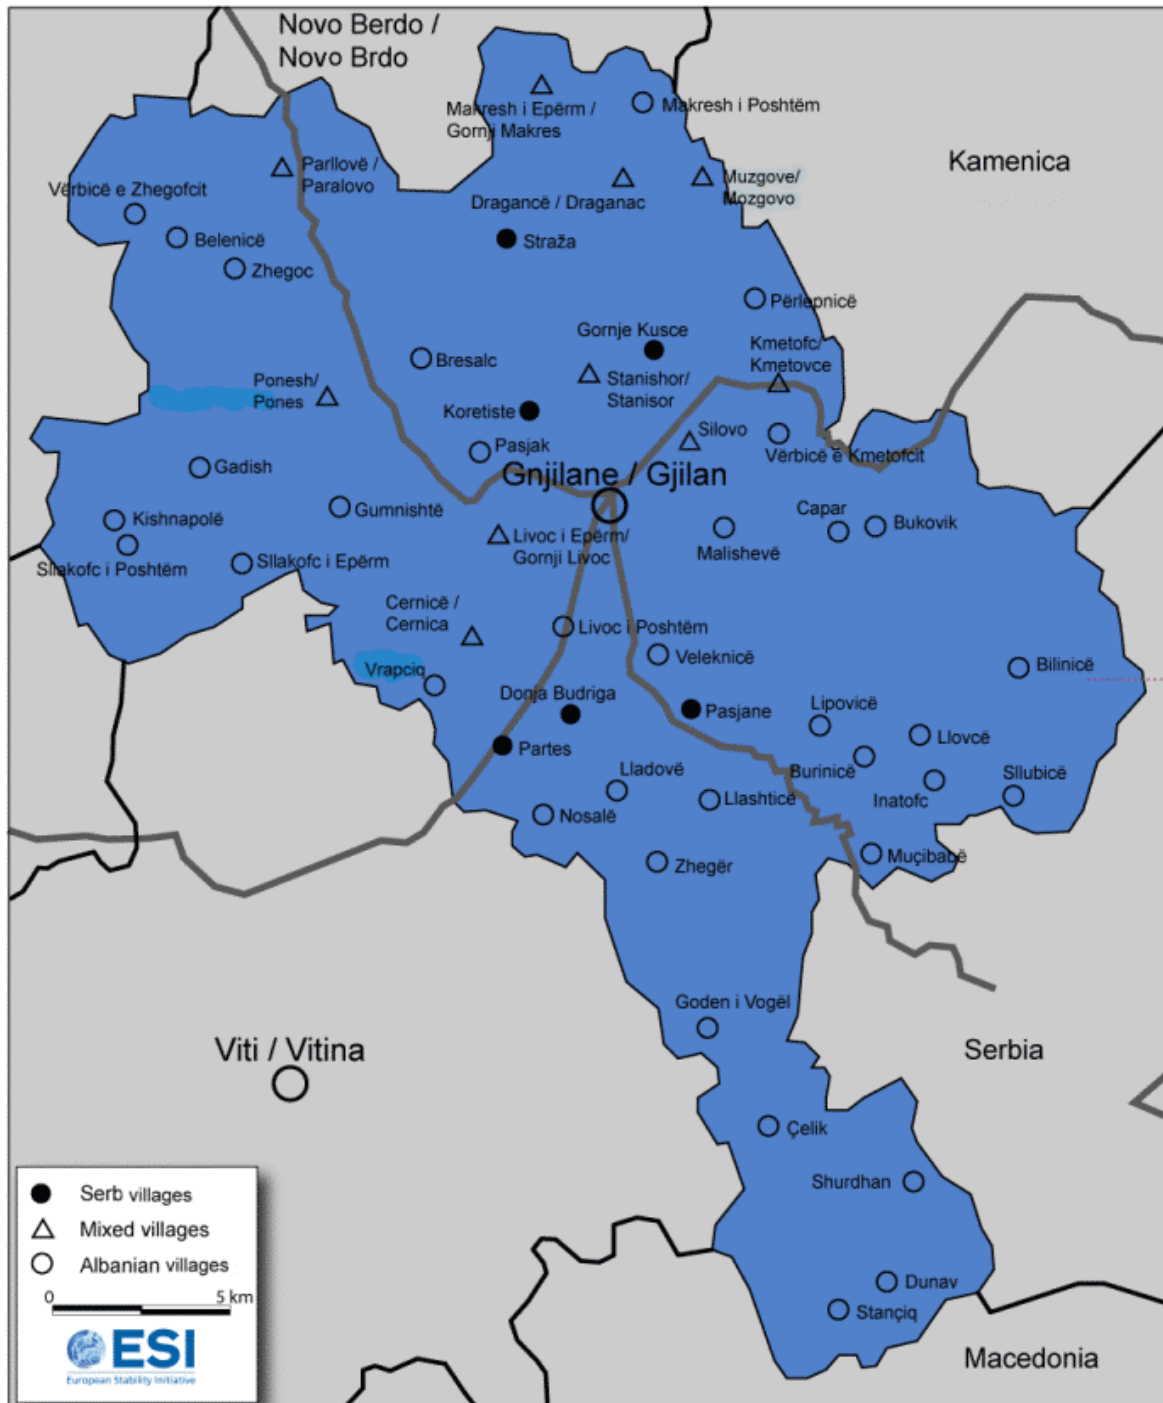 Novo Berdo /
Novo Brdo
Makresh i Epërm /
Gornji Makres
Makresh i Poshtëm
Kamenica
Parllovë /
Paralovo
Muzgove/
Mozgovo
Vërbicë e Zhegofcit
Dragancë / Draganac
Belenicë
Straža
Zhegoc
Përlepnicë
Gornje Kusce
Kmetofc/
Kmetovce
Bresalc
Stanishor/
Stanisor
Ponesh/
Pones
Koretiste
Silovo
Pasjak
Vërbicë e Kmetofcit
Gadish
Gnjilane / Gjilan
Gumnishtë
Capar
Bukovik
Kishnapolë
Livoc i Epërm/
Gornji Livoc
Malishevë
Sllakofc i Poshtëm
Sllakofc i Epërm
Cernicë /
Cernica
Livoc i Poshtëm
Veleknicë
Bilinicë
Vrapciq
Donja Budriga
Pasjane
Lipovicë
Llovcë
Partes
Lladovë
Burinicë
Sllubicë
Llashticë
Inatofc
Nosalë
Zhegër
Muçibabë
Goden i Vogël
Viti / Vitina
Serbia
Çelik
Shurdhan
Dunav
Stançiq
Macedonia
Serb villages
Mixed villages
Albanian villages
0 5 km
ESI
European Stability Initiative